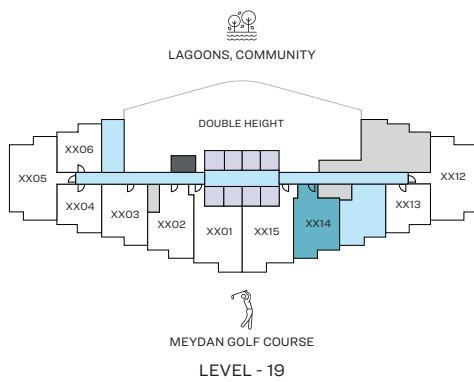 LAGOONS, COMMUNITY
DOUBLE HEIGHT
XX06
XX05
XX12
XX04
XX03
XX02
XX01
XX15
XX14
XX13
MEYDAN GOLF COURSE
LEVEL - 19